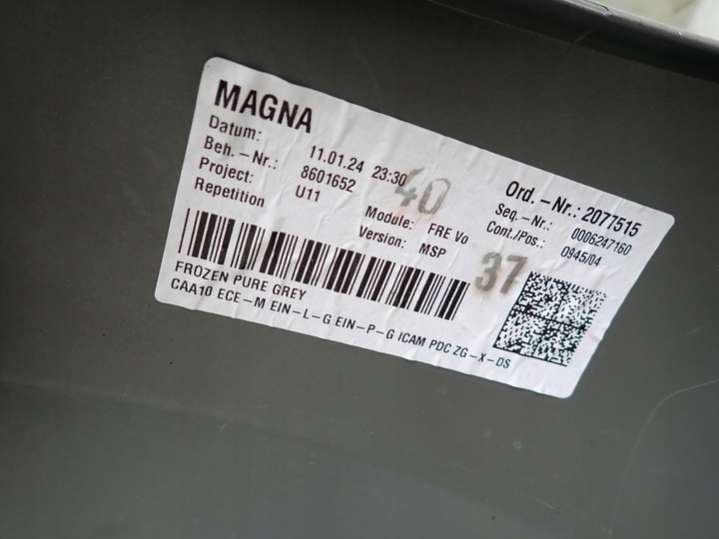 MAGNA
Datum: 11.01.24 23:30 Ord.-Nr.: 2077515
Beh.-Nr.: 8601652 Seq.-Nr.: 0006247160
Project: U11 Module: FRE Vo Cont./Pos.: 0945/04
Repetition Version: MSP
40
37
FROZEN PURE GREY
CAA10 ECE-M EIN-L-G EIN-P-G ICAM PDC ZG-X-DS